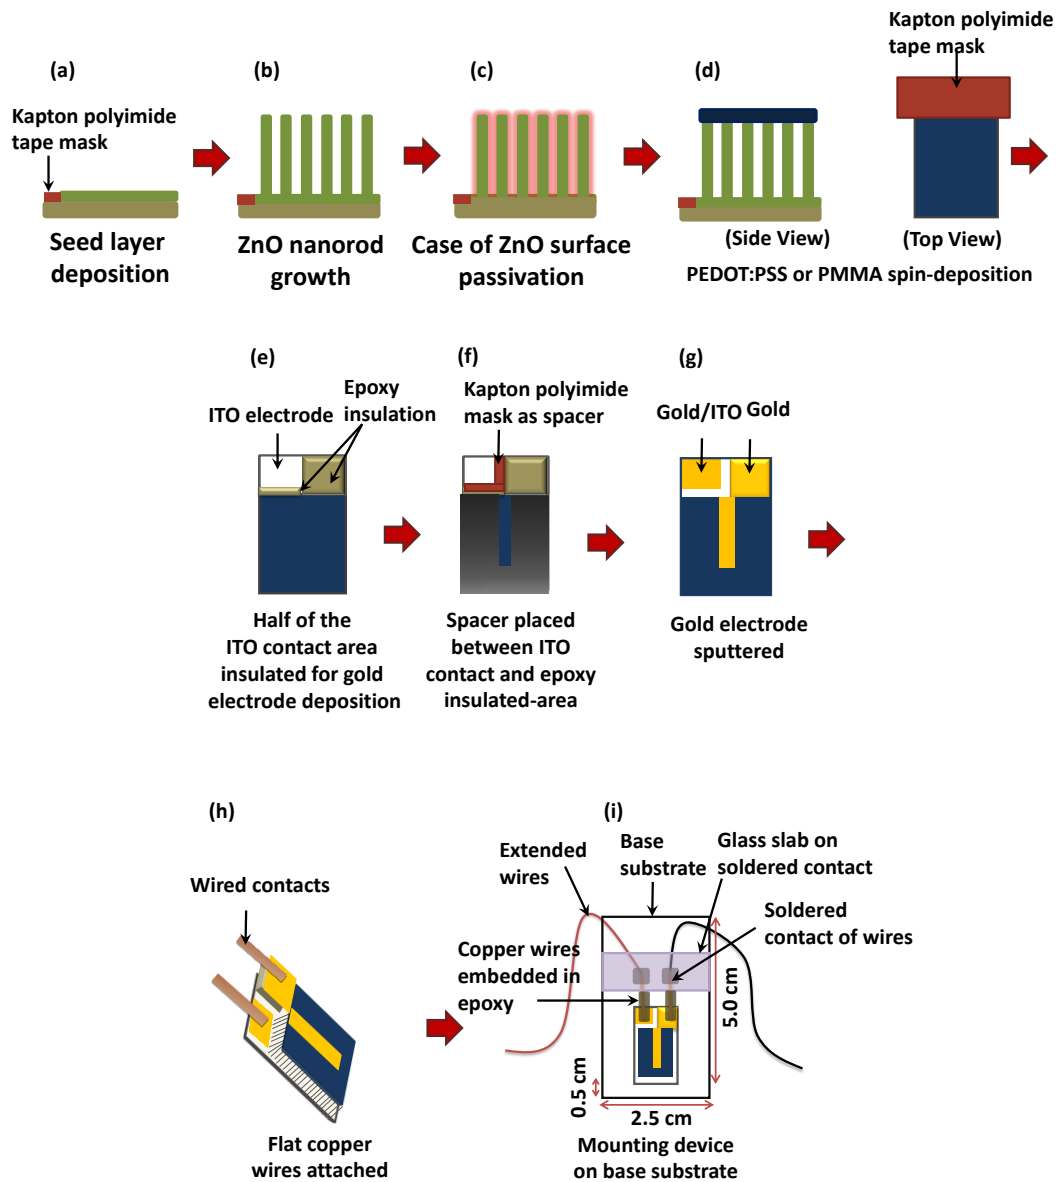 Kapton polyimide
tape mask
(a)
(b)
(c)
(d)
Kapton polyimide
tape mask
Seed layer
deposition
ZnO nanorod
growth
Case of ZnO surface
passivation
(Side View)
(Top View)
PEDOT:PSS or PMMA spin-deposition
(e)
(f)
(g)
ITO electrode
Epoxy
insulation
Kapton polyimide
mask as spacer
Gold/ITO
Gold
Half of the
ITO contact area
insulated for gold
electrode deposition
Spacer placed
between ITO
contact and epoxy
insulated-area
Gold electrode
sputtered
(h)
(i)
Wired contacts
Extended
wires
Base
substrate
Glass slab on
soldered contact
Soldered
contact of wires
Copper wires
embedded in
epoxy
5.0 cm
0.5 cm
2.5 cm
Flat copper
wires attached
Mounting device
on base substrate